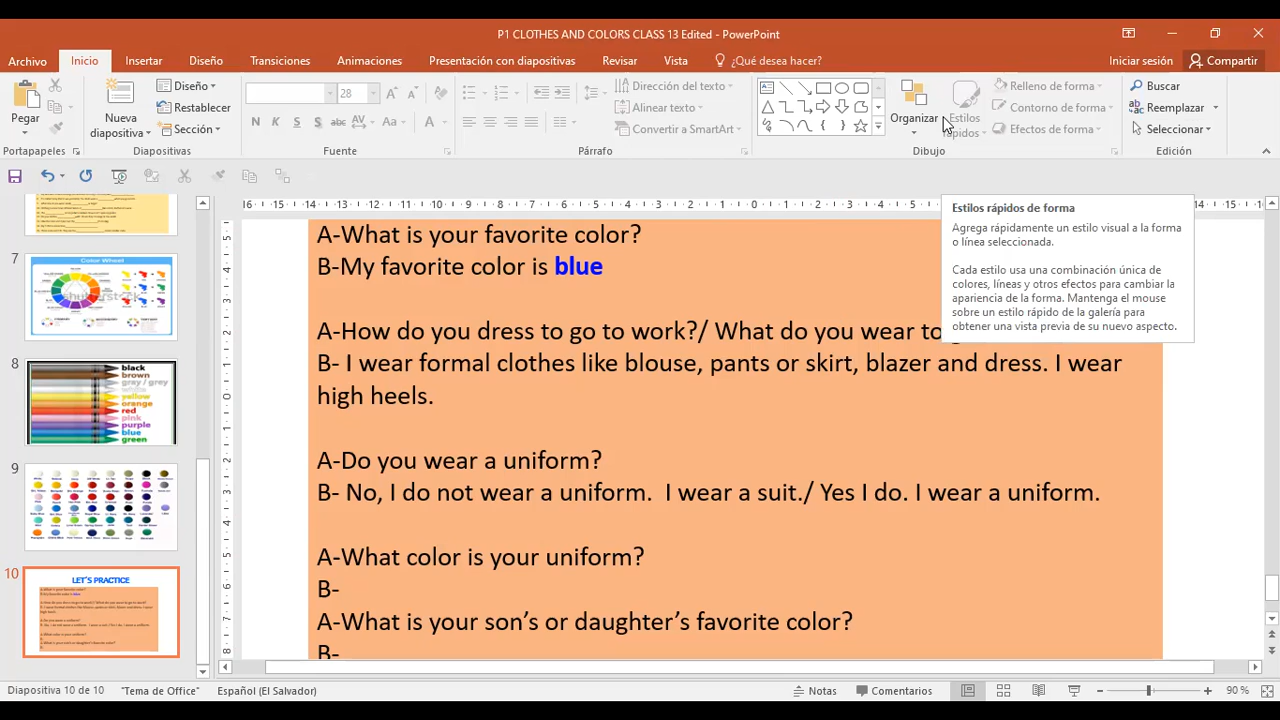 P1 CLOTHES AND COLORS CLASS 13 Edited - PowerPoint
Archivo Inicio Insertar Diseño Transiciones Animaciones Presentación con diapositivas Revisar Vista ¿Qué desea hacer? Iniciar sesión Compartir
Pegar
Portapapeles
Nueva diapositiva
Diseño
Restablecer
Sección
Diapositivas
28
N K S S abc AV Aa A
Fuente
Dirección del texto
Alinear texto
Convertir a SmartArt
Párrafo
Organizar
Estilos rápidos
Relleno de forma
Contorno de forma
Efectos de forma
Dibujo
Buscar
Reemplazar
Seleccionar
Edición
Estilos rápidos de forma
Agrega rápidamente un estilo visual a la forma
o línea seleccionada.
Cada estilo usa una combinación única de
colores, líneas y otros efectos para cambiar la
apariencia de la forma. Mantenga el mouse
sobre un estilo rápido de la galería para
obtener una vista previa de su nuevo aspecto.
7
Color Wheel
8
black
brown
gray / grey
white
yellow
orange
red
pink
purple
blue
green
9
10
LET'S PRACTICE
A-What is your favorite color?
B-My favorite color is blue
A-How do you dress to go to work?/ What do you wear to
B- I wear formal clothes like blouse, pants or skirt, blazer and dress. I wear
high heels.
A-Do you wear a uniform?
B- No, I do not wear a uniform.  I wear a suit./ Yes I do. I wear a uniform.
A-What color is your uniform?
B-
A-What is your son's or daughter's favorite color?
B-
Diapositiva 10 de 10 "Tema de Office" Español (El Salvador) Notas Comentarios 90 %